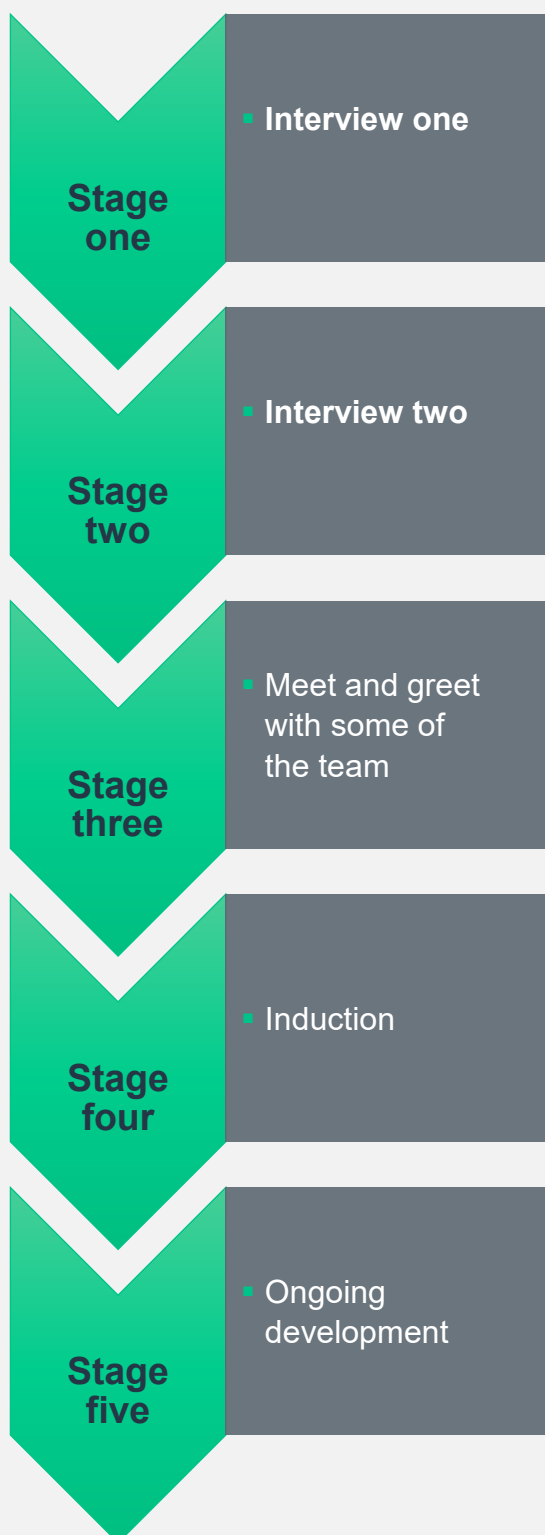 Stage
one
▪ Interview one
Stage
two
▪ Interview two
Stage
three
▪ Meet and greet
with some of
the team
Stage
four
▪ Induction
Stage
five
▪ Ongoing
development